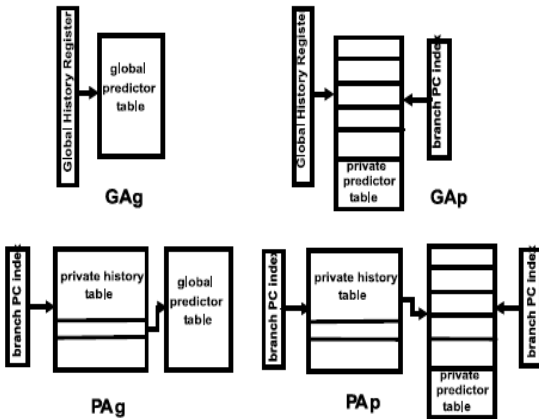 Global History Register
global
predictor
table
GAg
Global History Registe
private
predictor
table
branch PC index
GAp
branch PC index
private history
table
global
predictor
table
PAg
branch PC index
private history
table
private
predictor
table
branch PC index
PAp